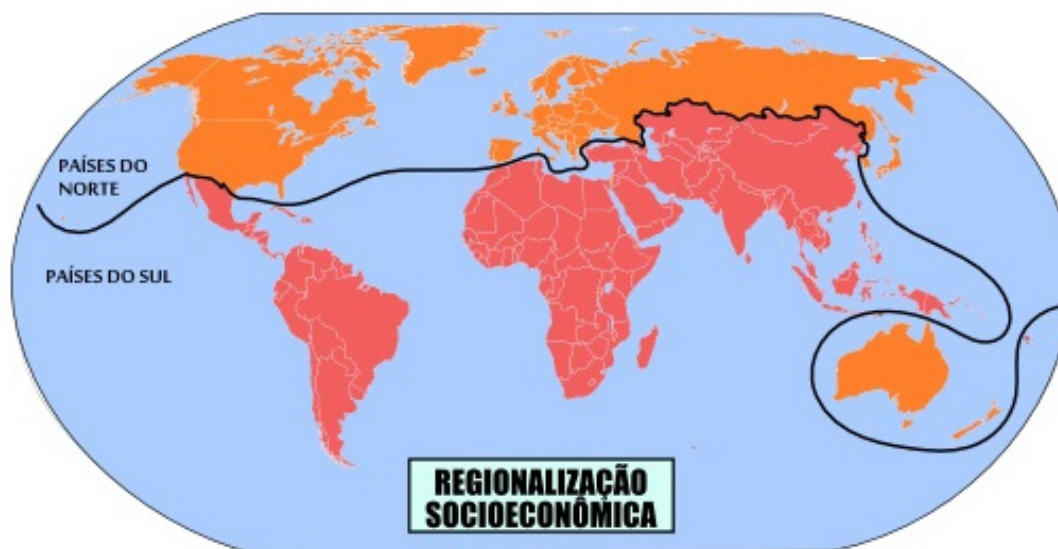 PAÍSES DO
NORTE
PAÍSES DO SUL
REGIONALIZAÇÃO
SOCIOECONÔMICA